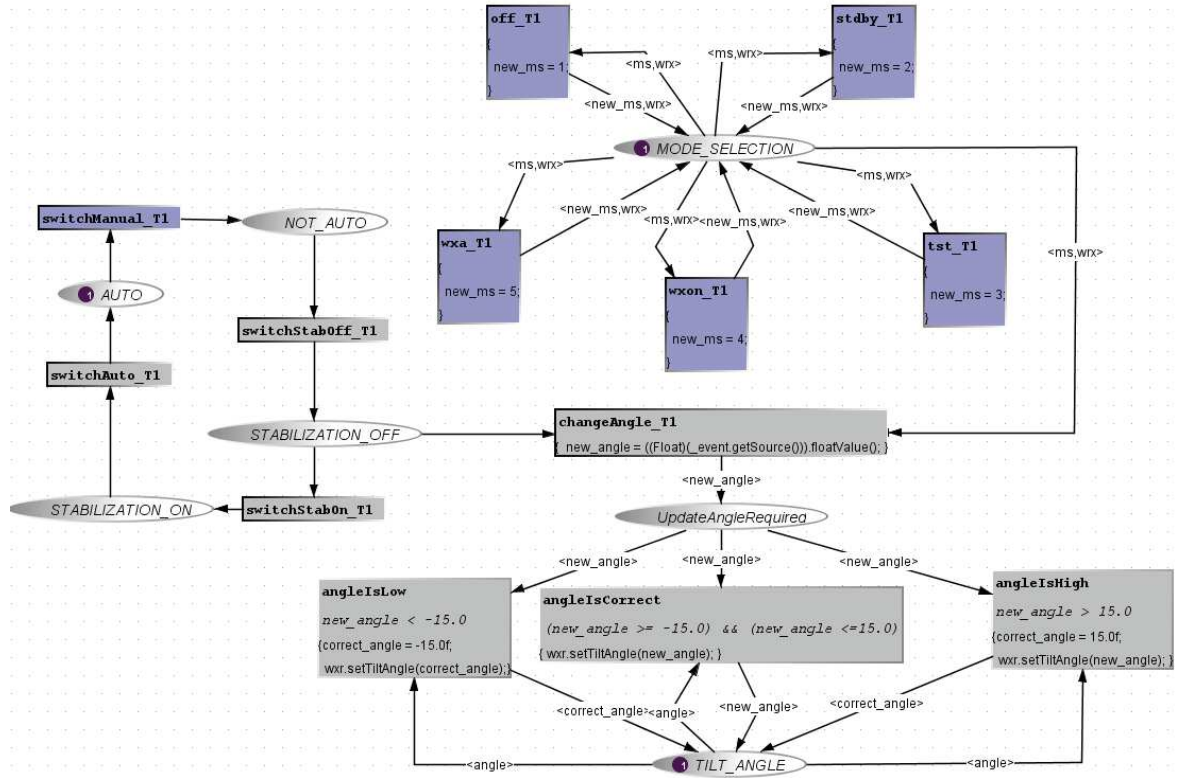 off_T1
{
new_ms = 1;
}
stdby_T1
{
new_ms = 2;
}
<ms,wrx>
<ms,wrx>
<new_ms,wrx>
<new_ms,wrx>
1 MODE_SELECTION
<ms,wrx>
<ms,wrx>
switchManual_T1
NOT_AUTO
<new_ms,wrx>
<ms,wrx>
<new_ms,wrx>
<new_ms,wrx>
<ms,wrx>
wxa_T1
{
new_ms = 5;
}
wxon_T1
{
new_ms = 4;
}
tst_T1
{
new_ms = 3;
}
1 AUTO
switchStabOff_T1
switchAuto_T1
STABILIZATION_OFF
changeAngle_T1
{ new_angle = ((Float)(_event.getSource())).floatValue(); }
<new_angle>
STABILIZATION_ON
switchStabOn_T1
UpdateAngleRequired
<new_angle>
<new_angle>
<new_angle>
angleIsLow
new_angle < -15.0
{correct_angle = -15.0f;
wxr.setTiltAngle(correct_angle);}
angleIsCorrect
(new_angle >= -15.0) && (new_angle <=15.0)
{ wxr.setTiltAngle(new_angle); }
angleIsHigh
new_angle > 15.0
{correct_angle = 15.0f;
wxr.setTiltAngle(new_angle); }
<correct_angle>
<angle>
<new_angle>
<correct_angle>
<angle>
1 TILT_ANGLE
<angle>